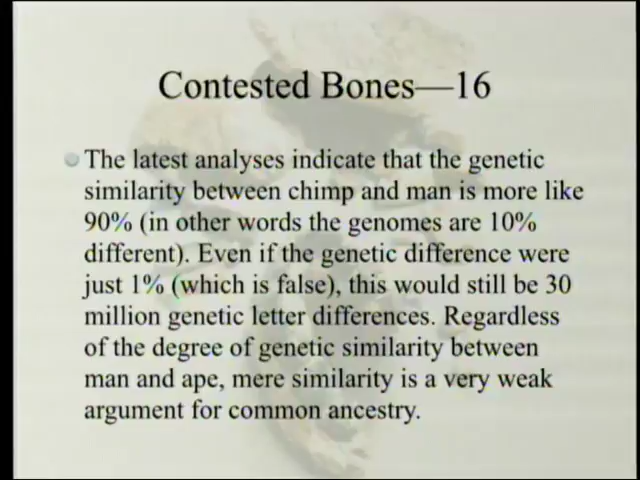 Contested Bones—16
The latest analyses indicate that the genetic
similarity between chimp and man is more like
90% (in other words the genomes are 10%
different). Even if the genetic difference were
just 1% (which is false), this would still be 30
million genetic letter differences. Regardless
of the degree of genetic similarity between
man and ape, mere similarity is a very weak
argument for common ancestry.